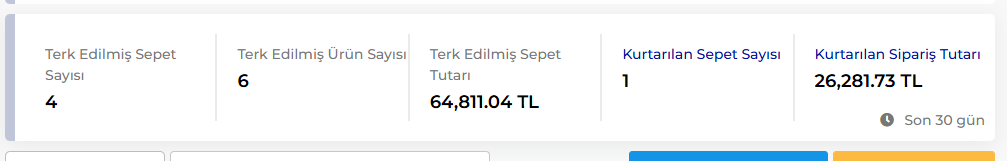 Terk Edilmiş Sepet
Sayısı
4
Terk Edilmiş Ürün Sayısı
6
Terk Edilmiş Sepet
Tutarı
64,811.04 TL
Kurtarılan Sepet Sayısı
1
Kurtarılan Sipariş Tutarı
26,281.73 TL
Son 30 gün